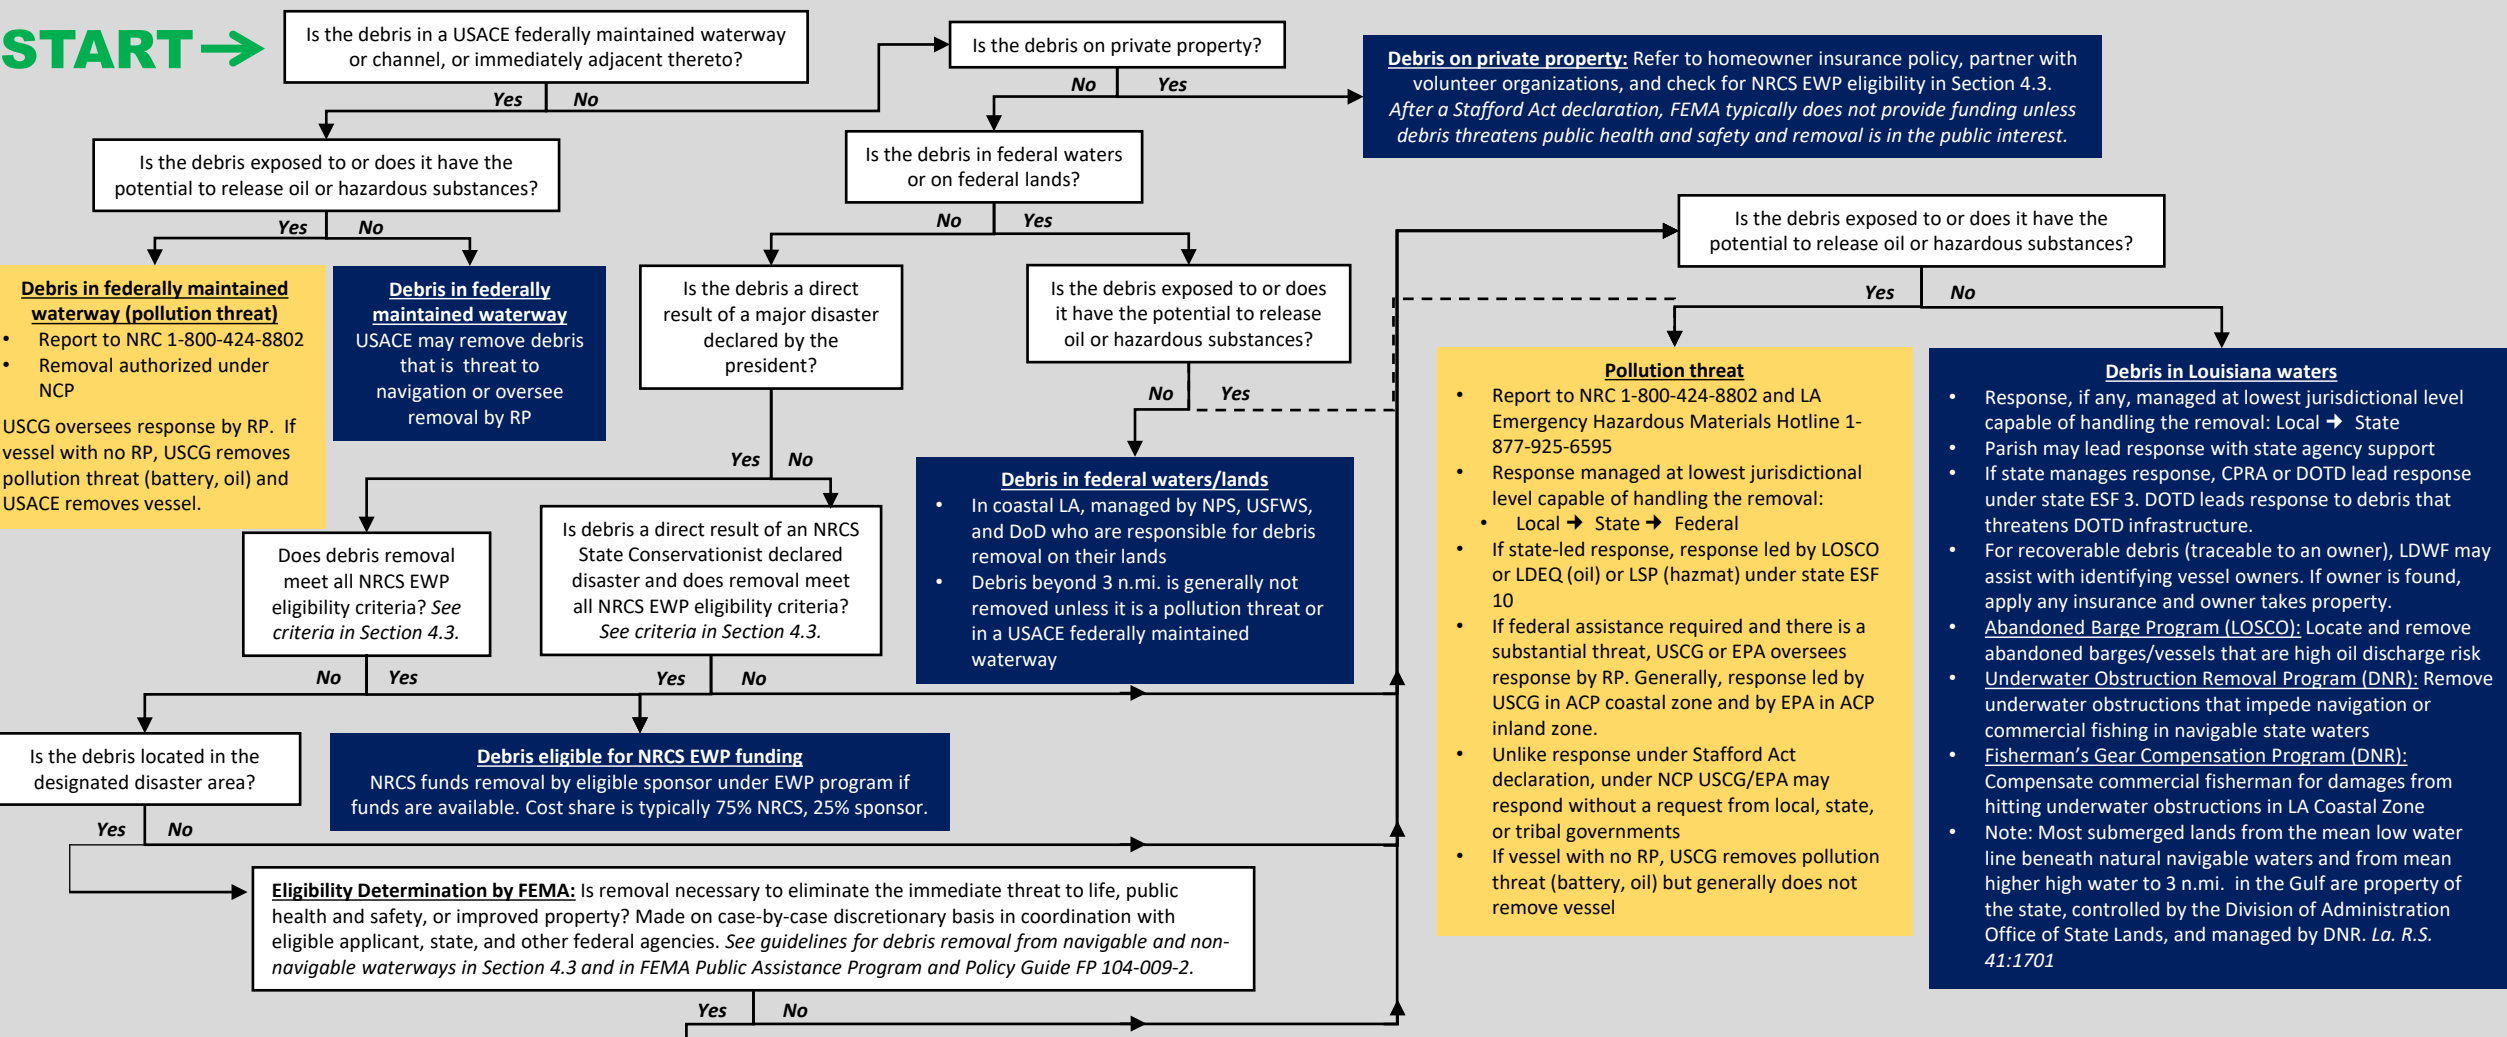 START
Is the debris in a USACE federally maintained waterway
or channel, or immediately adjacent thereto?
Yes No
Is the debris on private property?
No Yes
Debris on private property: Refer to homeowner insurance policy, partner with
volunteer organizations, and check for NRCS EWP eligibility in Section 4.3.
After a Stafford Act declaration, FEMA typically does not provide funding unless
debris threatens public health and safety and removal is in the public interest.
Is the debris exposed to or does it have the
potential to release oil or hazardous substances?
Yes No
Is the debris in federal waters
or on federal lands?
No Yes
Is the debris exposed to or does it have the
potential to release oil or hazardous substances?
Yes No
Debris in federally maintained
waterway (pollution threat)
• Report to NRC 1-800-424-8802
• Removal authorized under
NCP
USCG oversees response by RP. If
vessel with no RP, USCG removes
pollution threat (battery, oil) and
USACE removes vessel.
Debris in federally
maintained waterway
USACE may remove debris
that is threat to
navigation or oversee
removal by RP
Is the debris a direct
result of a major disaster
declared by the
president?
Yes No
Is the debris exposed to or does
it have the potential to release
oil or hazardous substances?
No Yes
Debris in federal waters/lands
• In coastal LA, managed by NPS, USFWS,
and DoD who are responsible for debris
removal on their lands
• Debris beyond 3 n.mi. is generally not
removed unless it is a pollution threat or
in a USACE federally maintained
waterway
Does debris removal
meet all NRCS EWP
eligibility criteria? See
criteria in Section 4.3.
No Yes
Is debris a direct result of an NRCS
State Conservationist declared
disaster and does removal meet
all NRCS EWP eligibility criteria?
See criteria in Section 4.3.
Yes No
Is the debris located in the
designated disaster area?
Yes No
Debris eligible for NRCS EWP funding
NRCS funds removal by eligible sponsor under EWP program if
funds are available. Cost share is typically 75% NRCS, 25% sponsor.
Eligibility Determination by FEMA: Is removal necessary to eliminate the immediate threat to life, public
health and safety, or improved property? Made on case-by-case discretionary basis in coordination with
eligible applicant, state, and other federal agencies. See guidelines for debris removal from navigable and non-
navigable waterways in Section 4.3 and in FEMA Public Assistance Program and Policy Guide FP 104-009-2.
Yes No
Pollution threat
• Report to NRC 1-800-424-8802 and LA
Emergency Hazardous Materials Hotline 1-
877-925-6595
• Response managed at lowest jurisdictional
level capable of handling the removal:
• Local → State → Federal
• If state-led response, response led by LOSCO
or LDEQ (oil) or LSP (hazmat) under state ESF
10
• If federal assistance required and there is a
substantial threat, USCG or EPA oversees
response by RP. Generally, response led by
USCG in ACP coastal zone and by EPA in ACP
inland zone.
• Unlike response under Stafford Act
declaration, under NCP USCG/EPA may
respond without a request from local, state,
or tribal governments
• If vessel with no RP, USCG removes pollution
threat (battery, oil) but generally does not
remove vessel
Debris in Louisiana waters
• Response, if any, managed at lowest jurisdictional level
capable of handling the removal: Local → State
• Parish may lead response with state agency support
• If state manages response, CPRA or DOTD lead response
under state ESF 3. DOTD leads response to debris that
threatens DOTD infrastructure.
• For recoverable debris (traceable to an owner), LDWF may
assist with identifying vessel owners. If owner is found,
apply any insurance and owner takes property.
• Abandoned Barge Program (LOSCO): Locate and remove
abandoned barges/vessels that are high oil discharge risk
• Underwater Obstruction Removal Program (DNR): Remove
underwater obstructions that impede navigation or
commercial fishing in navigable state waters
• Fisherman's Gear Compensation Program (DNR):
Compensate commercial fisherman for damages from
hitting underwater obstructions in LA Coastal Zone
• Note: Most submerged lands from the mean low water
line beneath natural navigable waters and from mean
higher high water to 3 n.mi. in the Gulf are property of
the state, controlled by the Division of Administration
Office of State Lands, and managed by DNR. La. R.S.
41:1701